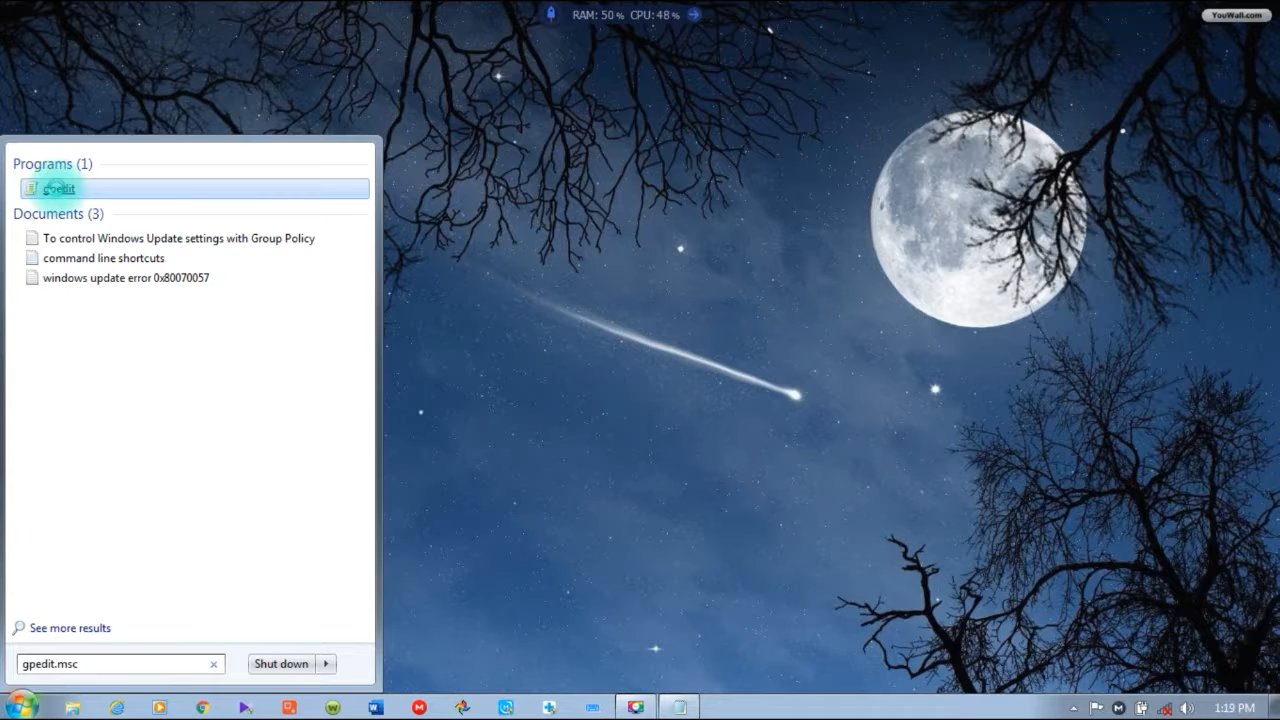 RAM: 50 % CPU: 48 %
YouWall.com
Programs (1)
gpedit
Documents (3)
To control Windows Update settings with Group Policy
command line shortcuts
windows update error 0x80070057
See more results
gpedit.msc
Shut down
1:19 PM